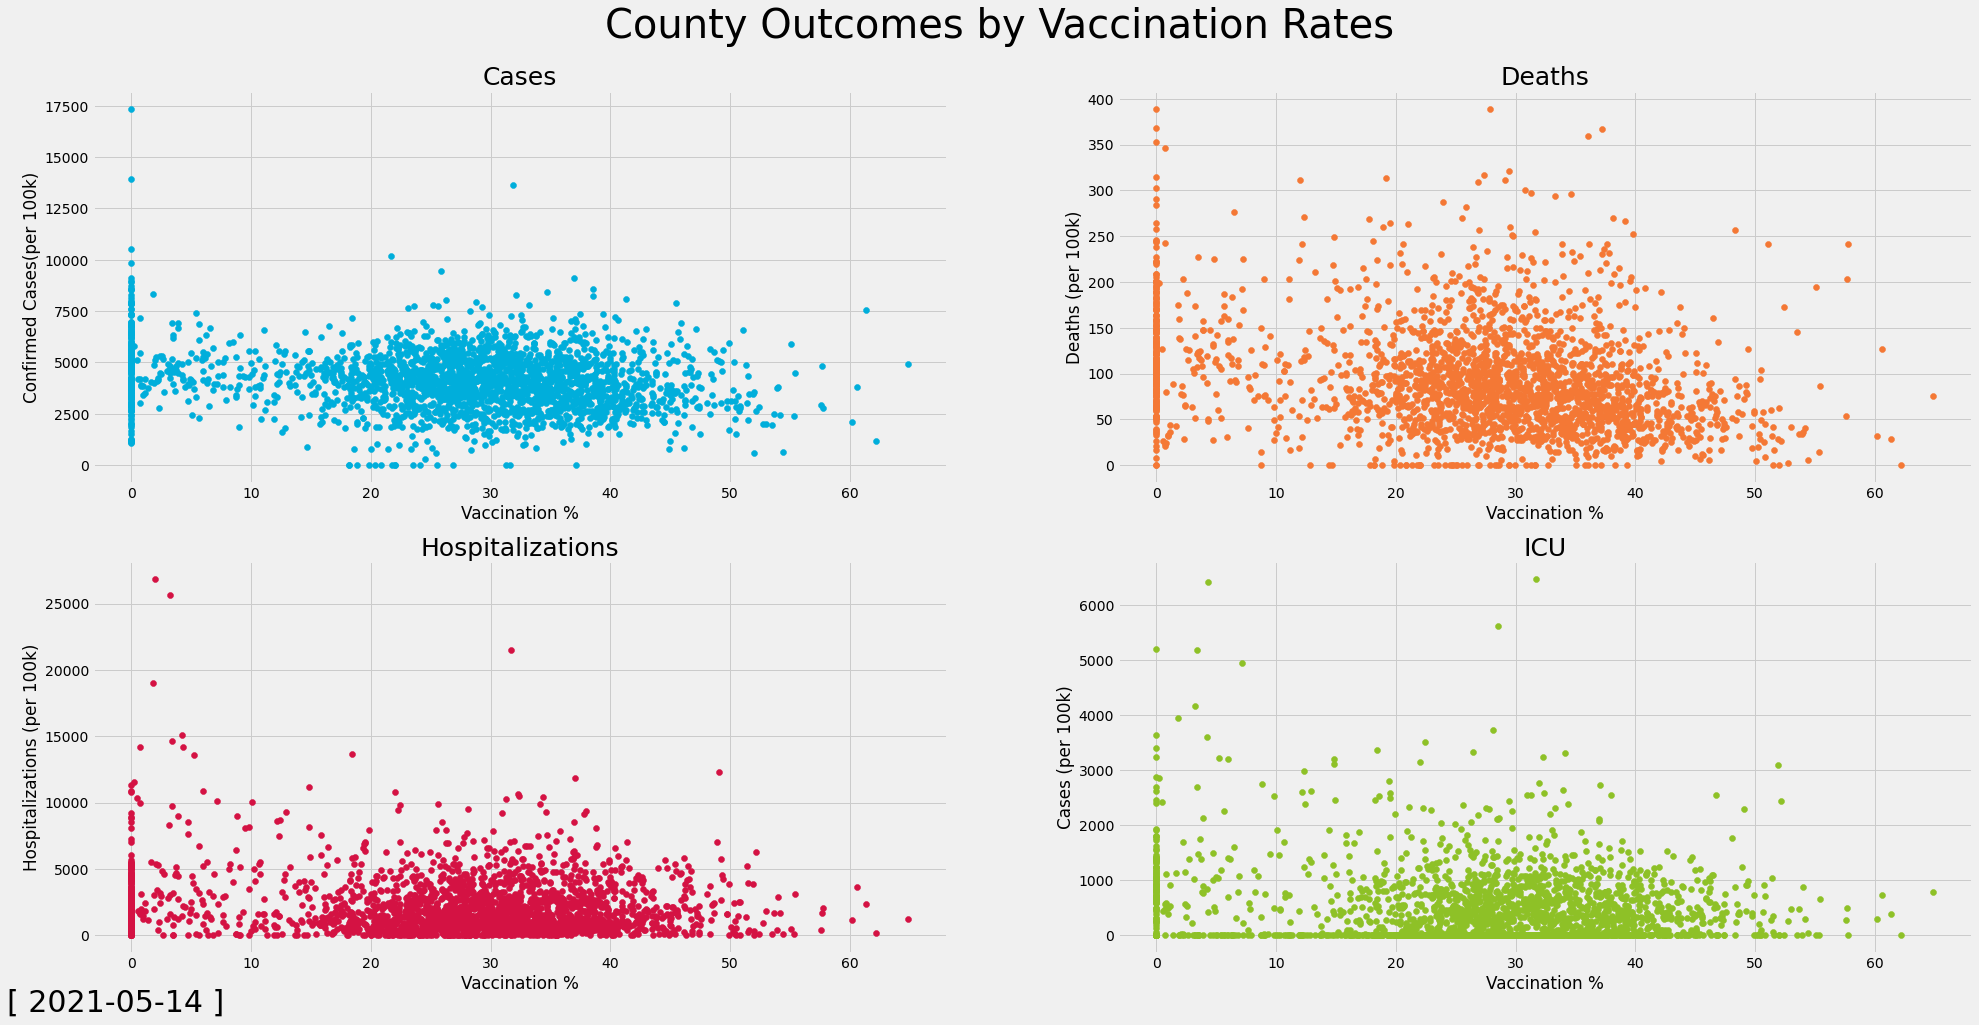 County Outcomes by Vaccination Rates
Cases
Confirmed Cases(per 100k)
17500
15000
12500
10000
7500
5000
2500
0
0 10 20 30 40 50 60
Vaccination %
Deaths
Deaths (per 100k)
400
350
300
250
200
150
100
50
0
0 10 20 30 40 50 60
Vaccination %
Hospitalizations
Hospitalizations (per 100k)
25000
20000
15000
10000
5000
0
0 10 20 30 40 50 60
Vaccination %
ICU
Cases (per 100k)
6000
5000
4000
3000
2000
1000
0
0 10 20 30 40 50 60
Vaccination %
[ 2021-05-14 ]